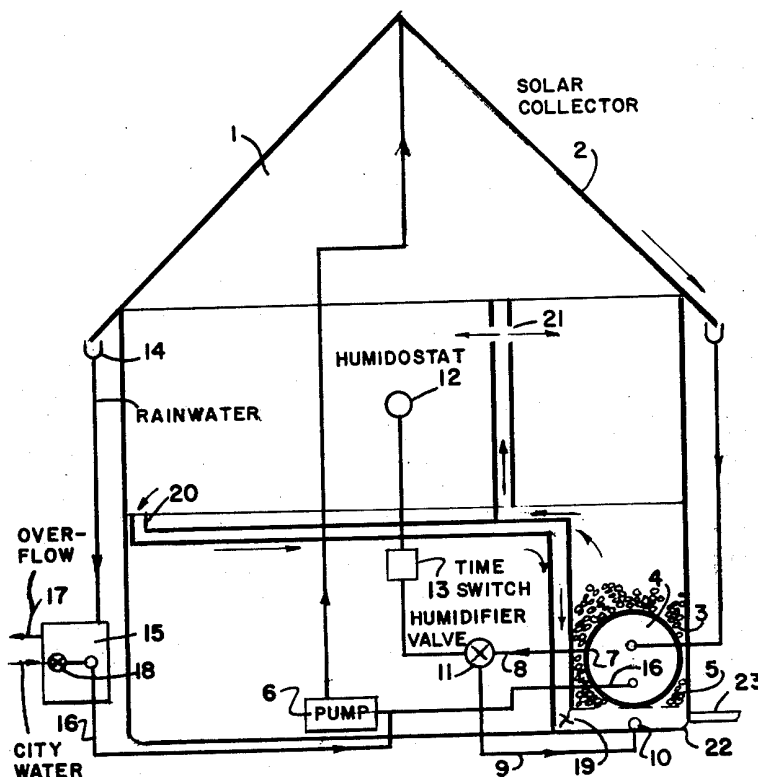 SOLAR
COLLECTOR
1
2
21
14
HUMIDOSTAT
12
RAINWATER
20
OVER-
FLOW
17
TIME
13 SWITCH
HUMIDIFIER
VALVE
4
3
15
18
11
8
7
16
5
23
6
PUMP
16
CITY
WATER
9
19
10
22